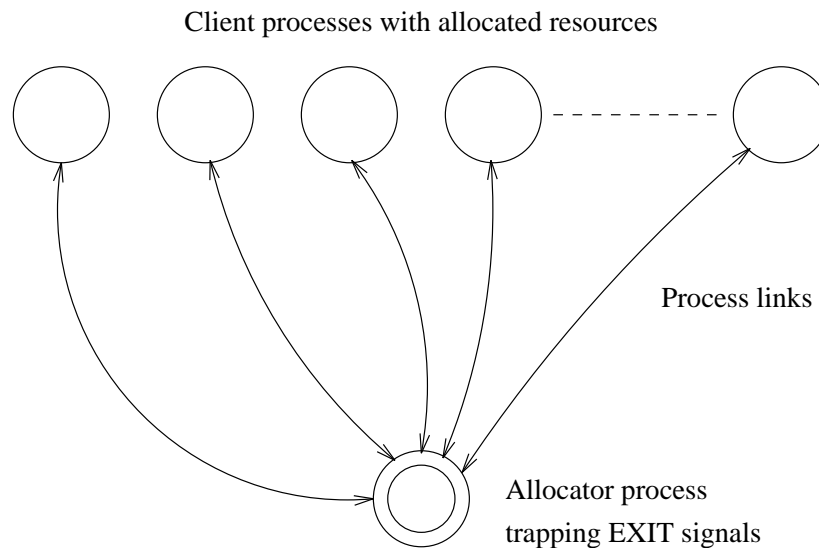 Client processes with allocated resources
Process links
Allocator process
trapping EXIT signals